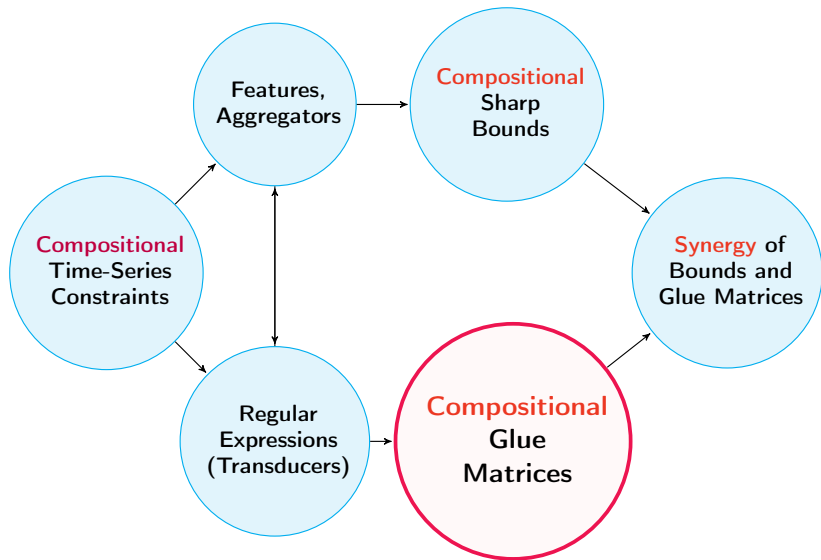 Features,
Aggregators
Compositional
Sharp
Bounds
Compositional
Time-Series
Constraints
Synergy of
Bounds and
Glue Matrices
Regular
Expressions
(Transducers)
Compositional
Glue
Matrices